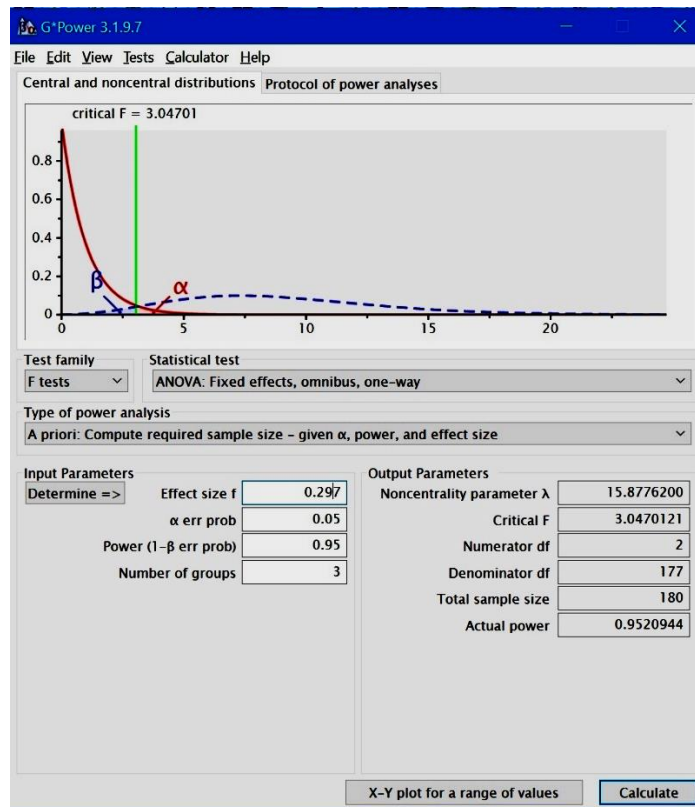 G*Power 3.1.9.7
File Edit View Tests Calculator Help
Central and noncentral distributions Protocol of power analyses
critical F = 3.04701
0.8
0.6
0.4
0.2
0
β
α
0 5 10 15 20
Test family Statistical test
F tests ANOVA: Fixed effects, omnibus, one-way
Type of power analysis
A priori: Compute required sample size – given α, power, and effect size
Input Parameters Output Parameters
Determine => Effect size f 0.297 Noncentrality parameter λ 15.8776200
α err prob 0.05 Critical F 3.0470121
Power (1-β err prob) 0.95 Numerator df 2
Number of groups 3 Denominator df 177
Total sample size 180
Actual power 0.9520944
X-Y plot for a range of values Calculate